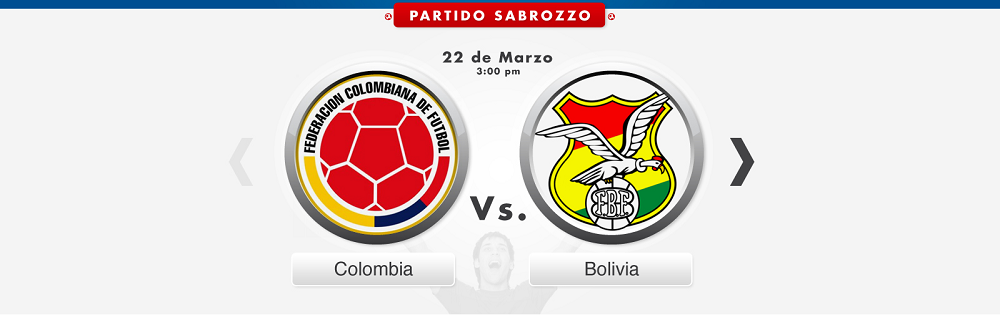 PARTIDO SABROZZO
22 de Marzo
3:00 pm
FEDERACION COLOMBIANA DE FUTBOL
FBF
Vs.
Colombia
Bolivia